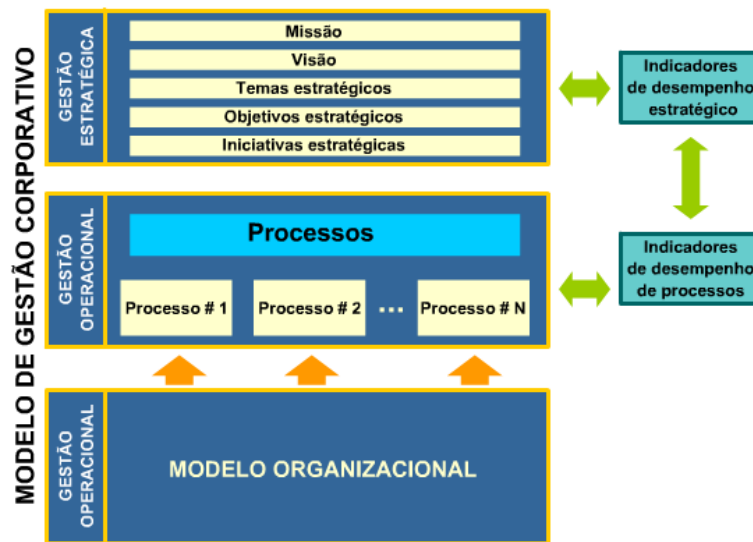 MODELO DE GESTÃO CORPORATIVO
GESTÃO
ESTRATÉGICA
Missão
Visão
Temas estratégicos
Objetivos estratégicos
Iniciativas estratégicas
Indicadores
de desempenho
estratégico
GESTÃO
OPERACIONAL
Processos
Processo # 1
Processo # 2
...
Processo # N
Indicadores
de desempenho
de processos
GESTÃO
OPERACIONAL
MODELO ORGANIZACIONAL